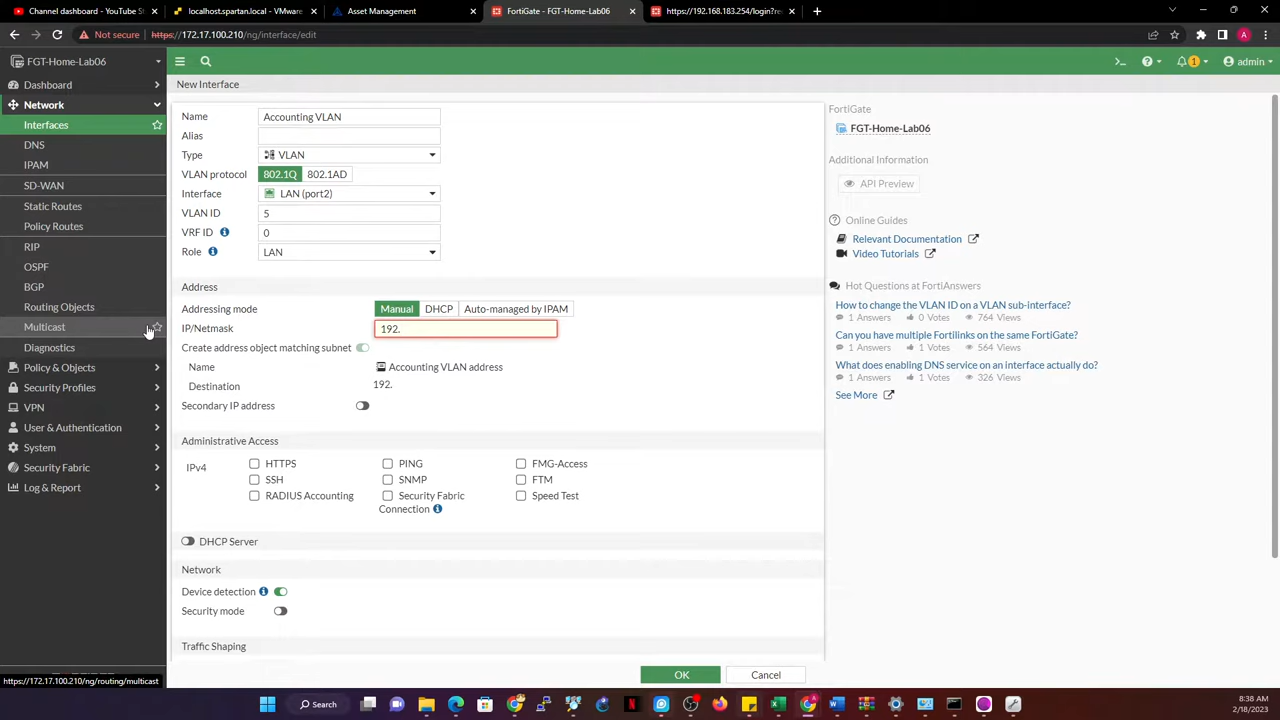 Channel dashboard - YouTube St
localhost.spartan.local - VMware
Asset Management
FortiGate - FGT-Home-Lab06
https://192.168.183.254/login?re
Not secure
https://172.17.100.210/ng/interface/edit
A
FGT-Home-Lab06
1
admin
Dashboard
Network
Interfaces
DNS
IPAM
SD-WAN
Static Routes
Policy Routes
RIP
OSPF
BGP
Routing Objects
Multicast
Diagnostics
Policy & Objects
Security Profiles
VPN
User & Authentication
System
Security Fabric
Log & Report
New Interface
Name Accounting VLAN
Alias
Type VLAN
VLAN protocol 802.1Q 802.1AD
Interface LAN (port2)
VLAN ID 5
VRF ID 0
Role LAN
Address
Addressing mode Manual DHCP Auto-managed by IPAM
IP/Netmask 192.
Create address object matching subnet
Name Accounting VLAN address
Destination 192.
Secondary IP address
Administrative Access
IPv4 HTTPS PING FMG-Access
SSH SNMP FTM
RADIUS Accounting Security Fabric Speed Test
Connection
DHCP Server
Network
Device detection
Security mode
Traffic Shaping
OK Cancel
FortiGate
FGT-Home-Lab06
Additional Information
API Preview
Online Guides
Relevant Documentation
Video Tutorials
Hot Questions at FortiAnswers
How to change the VLAN ID on a VLAN sub-interface?
1 Answers 0 Votes 764 Views
Can you have multiple Fortilinks on the same FortiGate?
1 Answers 1 Votes 564 Views
What does enabling DNS service on an interface actually do?
1 Answers 1 Votes 326 Views
See More
https://172.17.100.210/ng/routing/multicast
Search
8:38 AM
2/18/2023